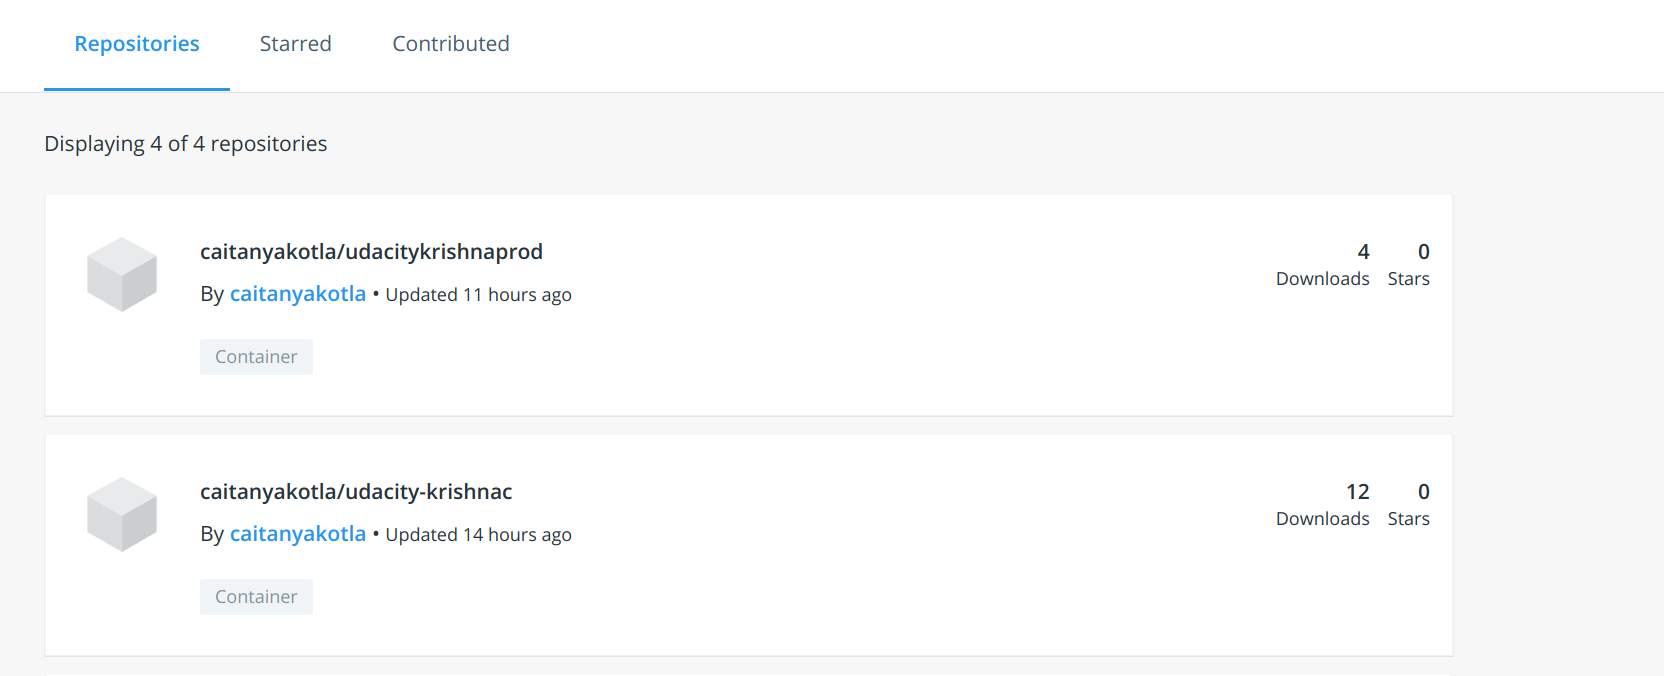 Repositories Starred Contributed
Displaying 4 of 4 repositories
caitanyakotla/udacitykrishnaprod
4 0
By caitanyakotla • Updated 11 hours ago
Downloads Stars
Container
caitanyakotla/udacity-krishnac
12 0
By caitanyakotla • Updated 14 hours ago
Downloads Stars
Container